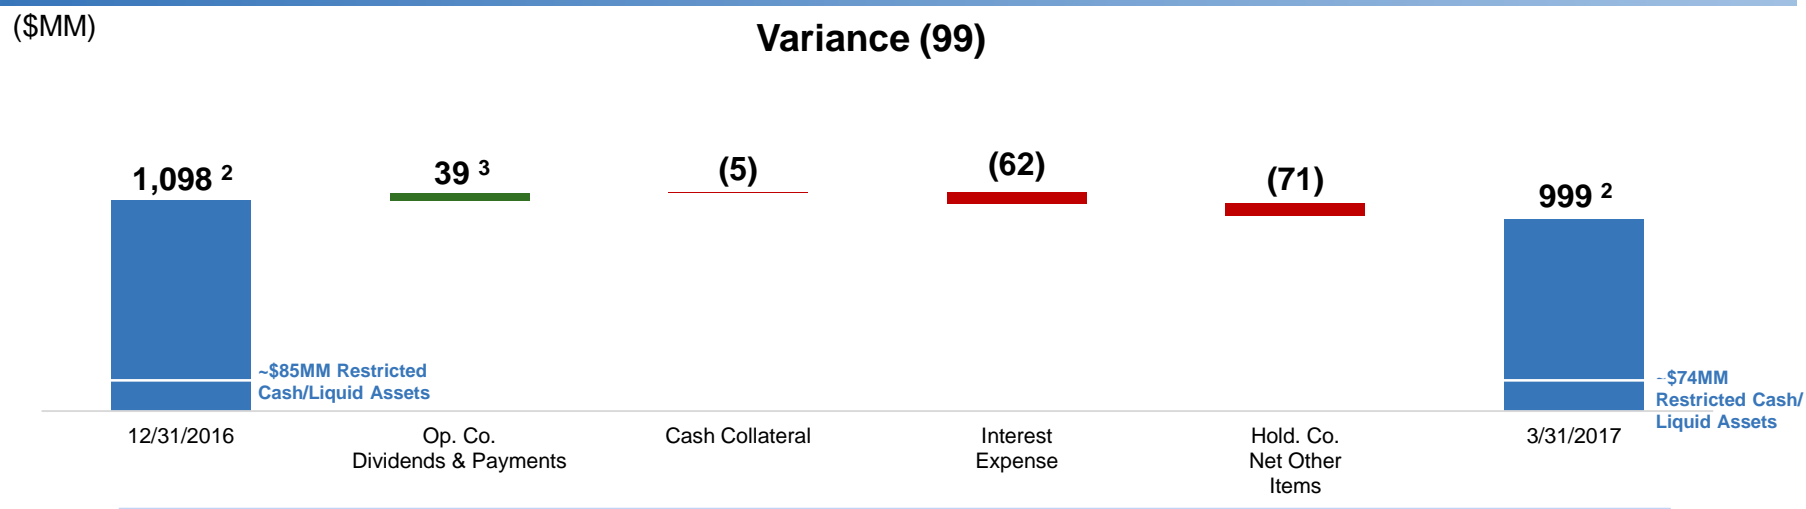 ($MM)
Variance (99)
1,098 2
39 3
(5)
(62)
(71)
999 2
~$85MM Restricted
Cash/Liquid Assets
~$74MM
Restricted Cash/
Liquid Assets
12/31/2016
Op. Co.
Dividends & Payments
Cash Collateral
Interest
Expense
Hold. Co.
Net Other
Items
3/31/2017